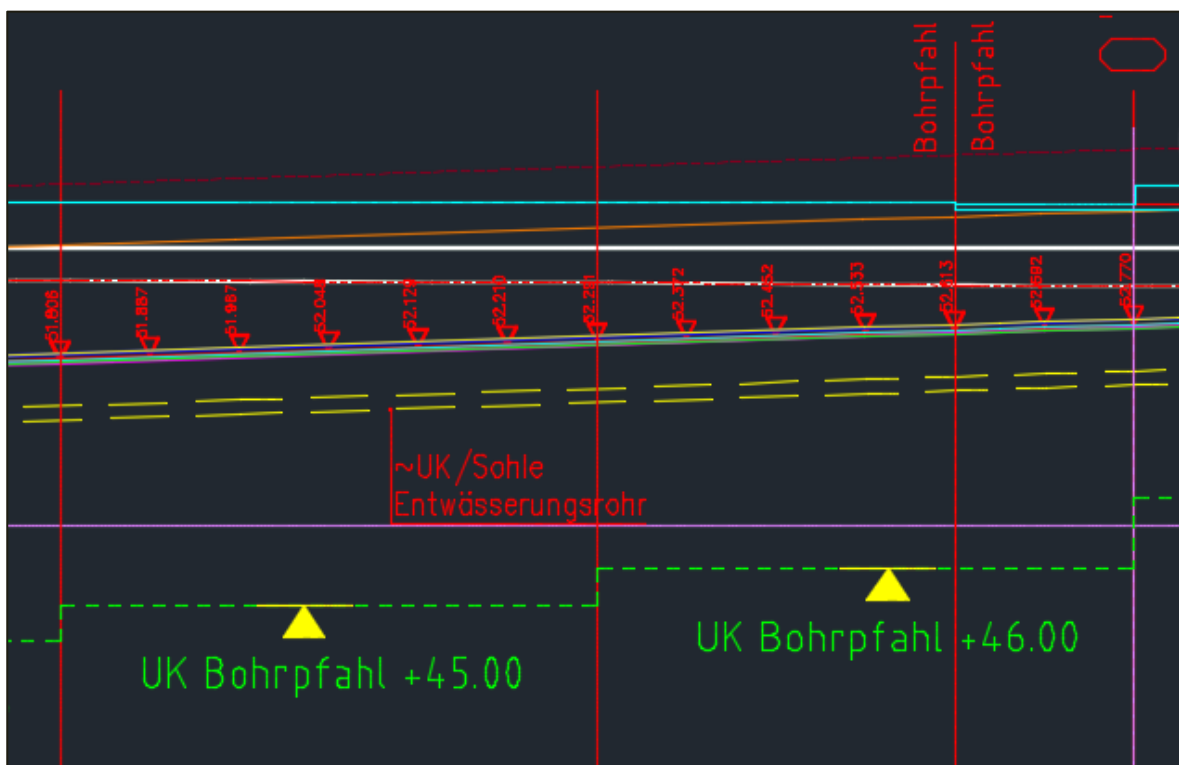 Bohrpfahl
Bohrpfahl
51.806
51.887
51.967
52.048
52.129
52.210
52.291
52.372
52.452
52.533
52.613
52.692
52.770
~UK/Sohle
Entwässerungsrohr
UK Bohrpfahl +46.00
UK Bohrpfahl +45.00